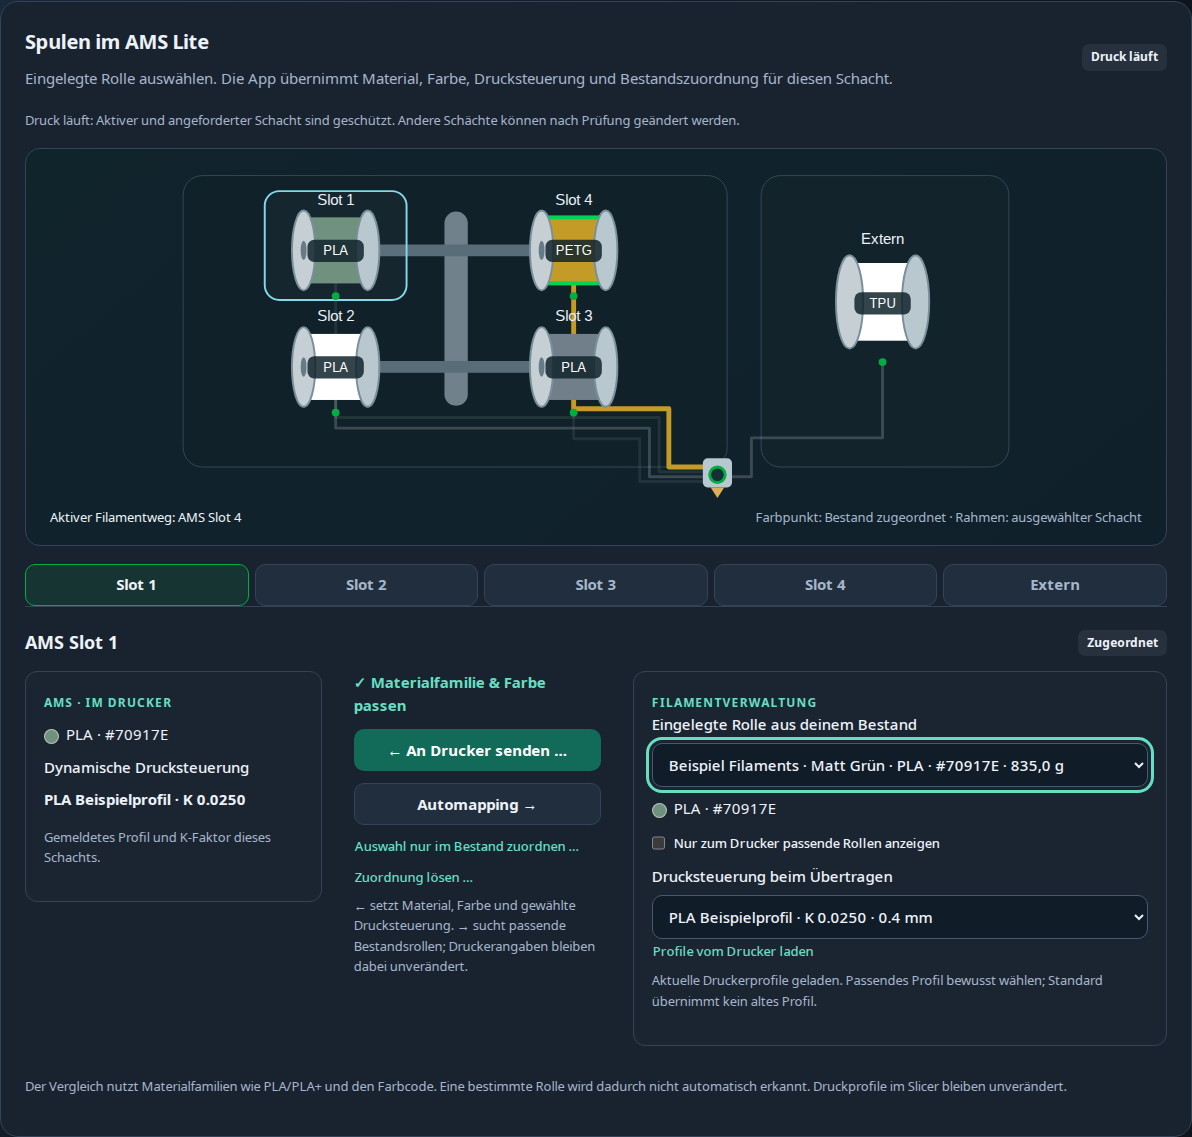 Spulen im AMS Lite
Druck läuft
Eingelegte Rolle auswählen. Die App übernimmt Material, Farbe, Drucksteuerung und Bestandszuordnung für diesen Schacht.
Druck läuft: Aktiver und angeforderter Schacht sind geschützt. Andere Schächte können nach Prüfung geändert werden.
Slot 1
PLA
Slot 4
PETG
Extern
TPU
Slot 2
PLA
Slot 3
PLA
Aktiver Filamentweg: AMS Slot 4
Farbpunkt: Bestand zugeordnet · Rahmen: ausgewählter Schacht
Slot 1
Slot 2
Slot 3
Slot 4
Extern
AMS Slot 1
Zugeordnet
AMS · IM DRUCKER
PLA · #70917E
Dynamische Drucksteuerung
PLA Beispielprofil · K 0.0250
Gemeldetes Profil und K-Faktor dieses
Schachts.
✓ Materialfamilie & Farbe
passen
← An Drucker senden ...
Automapping →
Auswahl nur im Bestand zuordnen ...
Zuordnung lösen ...
← setzt Material, Farbe und gewählte
Drucksteuerung. → sucht passende
Bestandsrollen; Druckerangaben bleiben
dabei unverändert.
FILAMENTVERWALTUNG
Eingelegte Rolle aus deinem Bestand
Beispiel Filaments · Matt Grün · PLA · #70917E · 835,0 g
PLA · #70917E
Nur zum Drucker passende Rollen anzeigen
Drucksteuerung beim Übertragen
PLA Beispielprofil · K 0.0250 · 0.4 mm
Profile vom Drucker laden
Aktuelle Druckerprofile geladen. Passendes Profil bewusst wählen; Standard
übernimmt kein altes Profil.
Der Vergleich nutzt Materialfamilien wie PLA/PLA+ und den Farbcode. Eine bestimmte Rolle wird dadurch nicht automatisch erkannt. Druckprofile im Slicer bleiben unverändert.